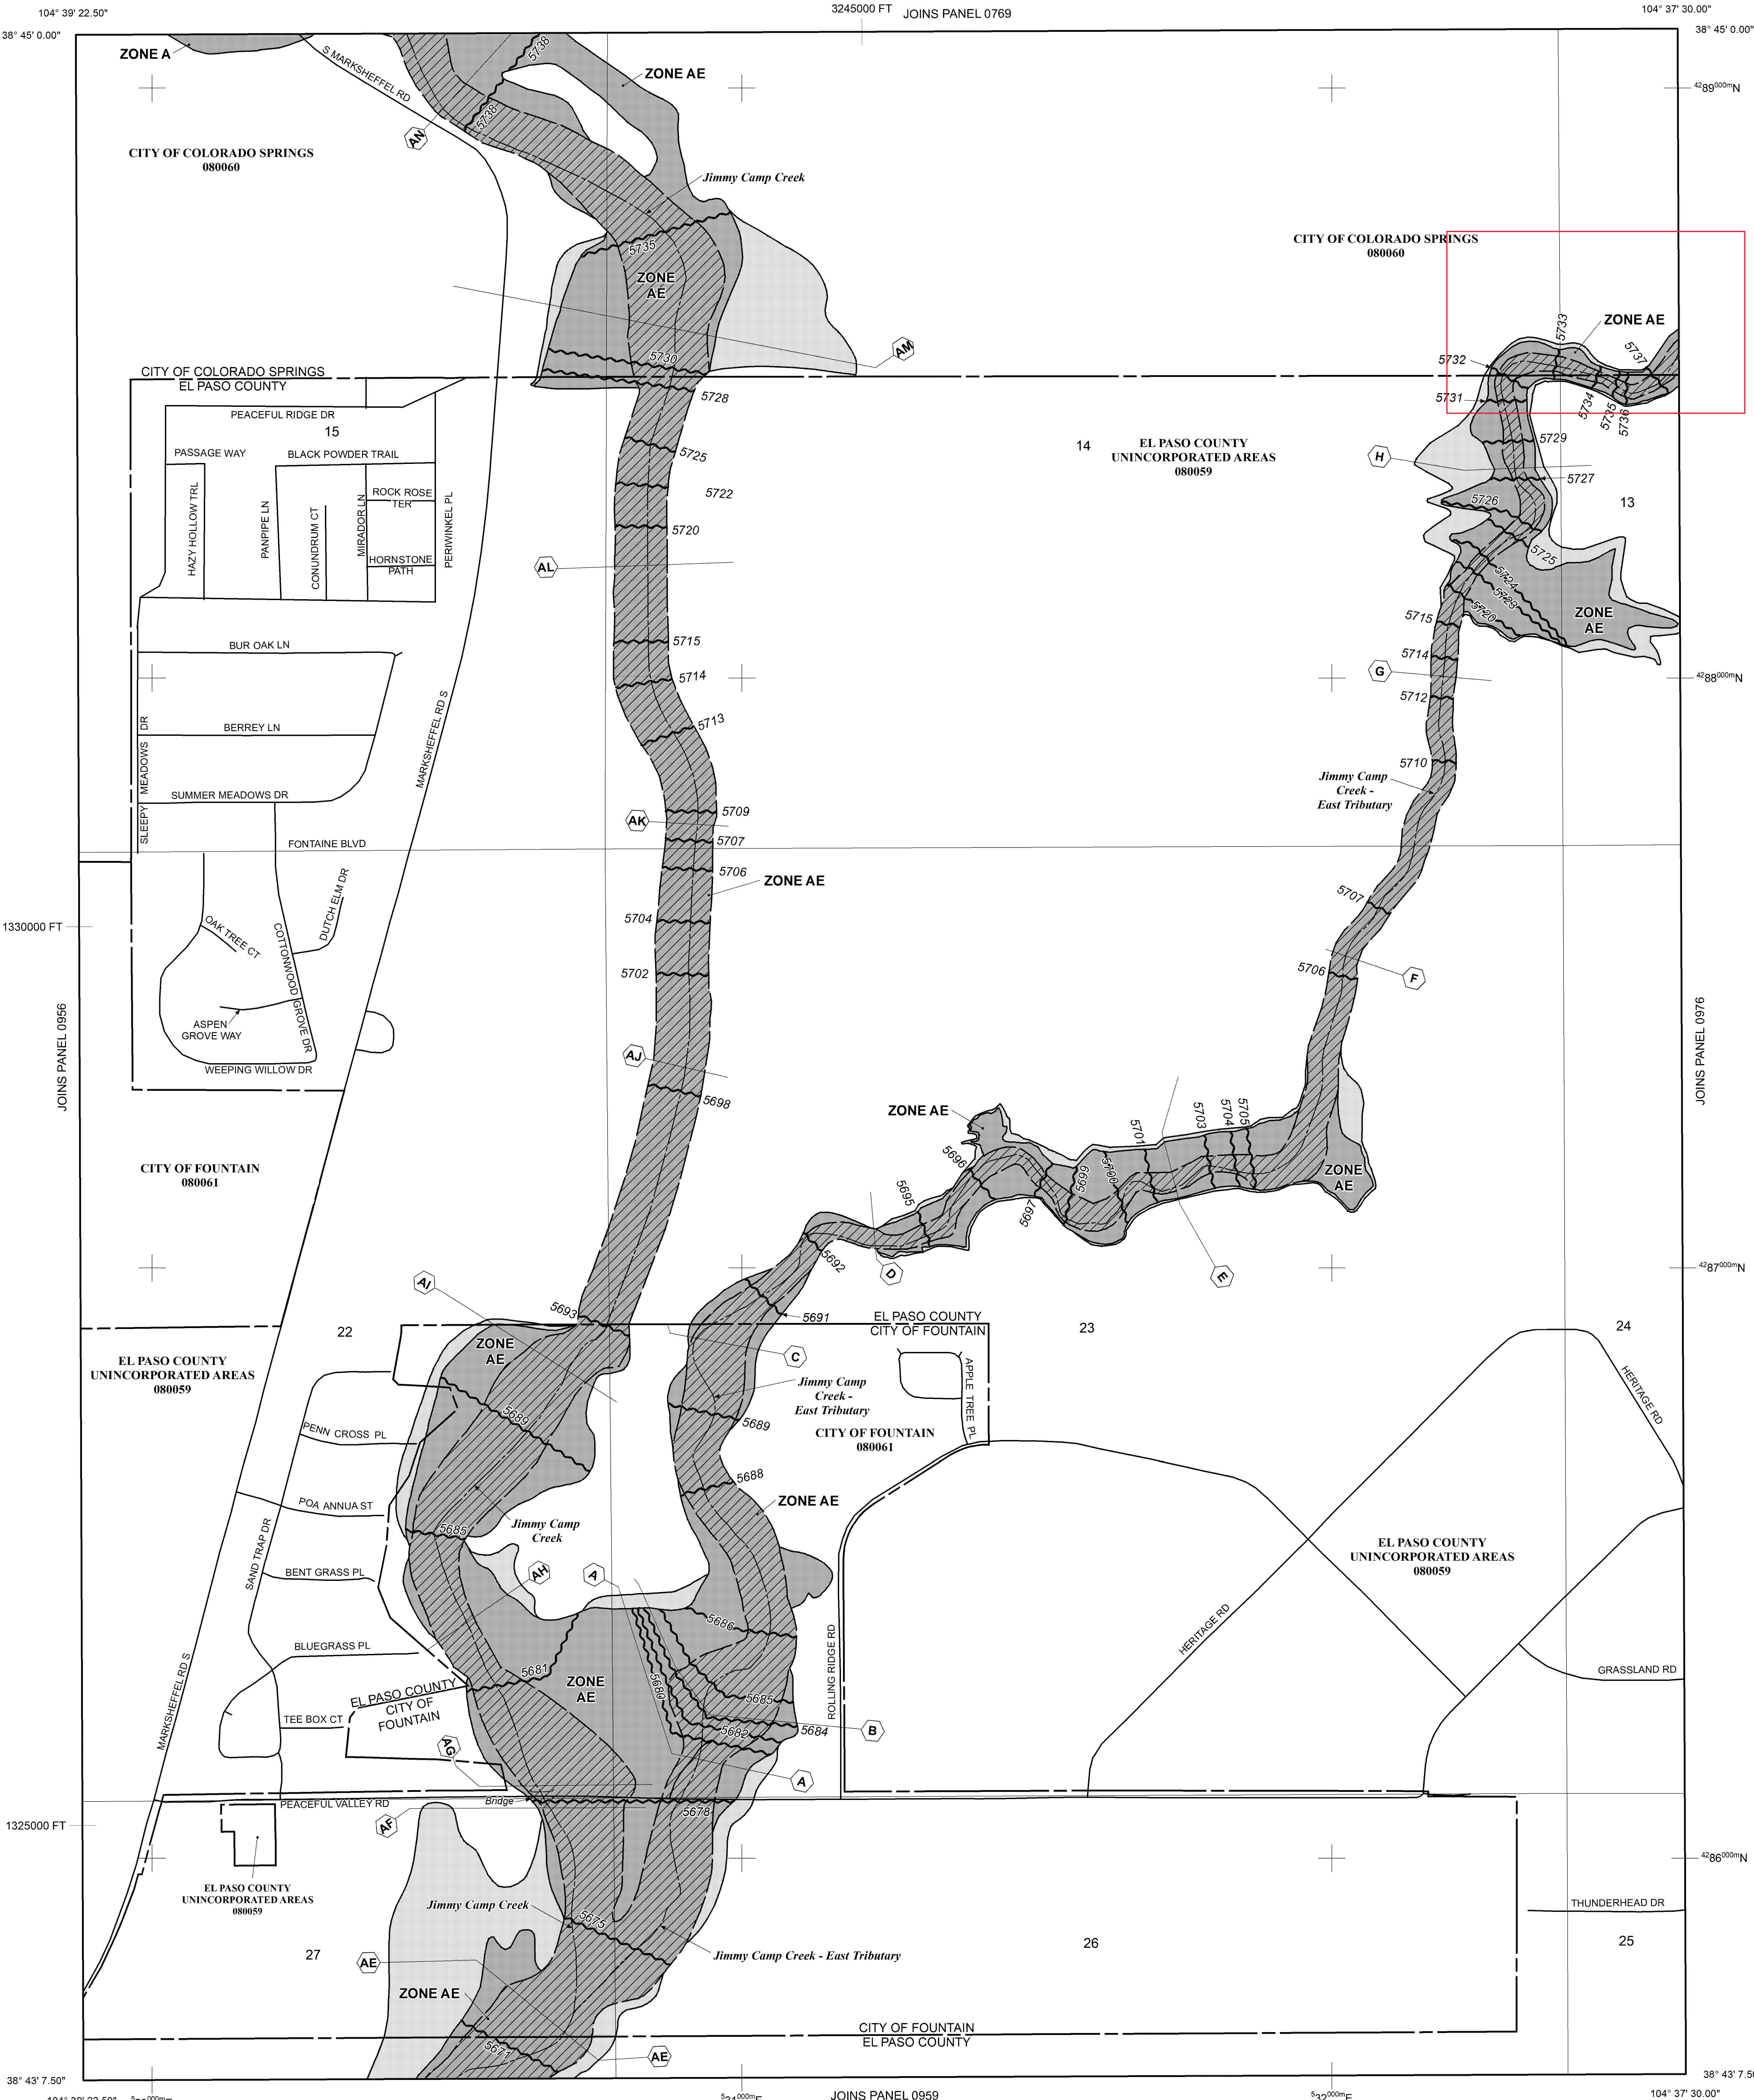 104° 39' 22.50"
3245000 FT
JOINS PANEL 0769
104° 37' 30.00"
38° 45' 0.00"
38° 45' 0.00"
ZONE A
S MARKSHEFFEL RD
5738
ZONE AE
4289000mN
5738
AN
CITY OF COLORADO SPRINGS
080060
Jimmy Camp Creek
5735
ZONE
AE
CITY OF COLORADO SPRINGS
080060
5733
ZONE AE
5737
5732
AM
5730
CITY OF COLORADO SPRINGS
EL PASO COUNTY
5728
5731
5734
5735
5736
PEACEFUL RIDGE DR
15
14
EL PASO COUNTY
UNINCORPORATED AREAS
080059
H
5729
5727
PASSAGE WAY
BLACK POWDER TRAIL
5725
ROCK ROSE
TER
5722
5726
13
HAZY HOLLOW TRL
PANPIPE LN
CONUNDRUM CT
MIRADOR LN
PERIWINKEL PL
5720
HORNSTONE
PATH
AL
5725
5724
5723
5720
ZONE
AE
5715
BUR OAK LN
5715
5714
5714
G
4288000mN
5712
SLEEPY MEADOWS DR
BERREY LN
MARKSHEFFEL RD S
5713
5710
Jimmy Camp
Creek -
East Tributary
SUMMER MEADOWS DR
5709
AK
5707
FONTAINE BLVD
5706
ZONE AE
DUTCH ELM DR
OAK TREE CT
COTTONWOOD GROVE DR
5704
5707
1330000 FT
5702
5706
F
JOINS PANEL 0956
JOINS PANEL 0976
ASPEN
GROVE WAY
WEEPING WILLOW DR
AJ
5698
ZONE AE
5703
5704
5705
5701
CITY OF FOUNTAIN
080061
5696
5699
5700
ZONE
AE
5695
5697
5692
D
E
4287000mN
AI
5693
5691
EL PASO COUNTY
CITY OF FOUNTAIN
22
23
24
ZONE
AE
C
EL PASO COUNTY
UNINCORPORATED AREAS
080059
APPLE TREE PL
HERITAGE RD
Jimmy Camp
Creek -
East Tributary
5689
5689
CITY OF FOUNTAIN
080061
PENN CROSS PL
5688
POA ANNUA ST
ZONE AE
5685
Jimmy Camp
Creek
SAND TRAP DR
BENT GRASS PL
AH
A
EL PASO COUNTY
UNINCORPORATED AREAS
080059
5686
HERITAGE RD
BLUEGRASS PL
ROLLING RIDGE RD
5681
ZONE
AE
5680
GRASSLAND RD
MARKSHEFFEL RD S
EL PASO COUNTY
CITY OF
FOUNTAIN
5685
TEE BOX CT
5682
5684
B
AG
A
Bridge
PEACEFUL VALLEY RD
5678
1325000 FT
AF
4286000mN
EL PASO COUNTY
UNINCORPORATED AREAS
080059
Jimmy Camp Creek
5675
THUNDERHEAD DR
27
26
25
Jimmy Camp Creek - East Tributary
AE
ZONE AE
CITY OF FOUNTAIN
EL PASO COUNTY
5671
AE
38° 43' 7.50"
38° 43' 7.50"
532000mE
JOINS PANEL 0959
104° 37' 30.00"